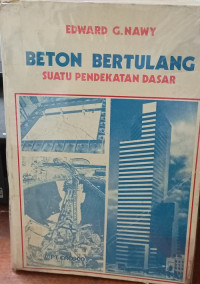 EDWARD G.NAWY
BETON BERTULANG
SUATU PENDEKATAN DASAR